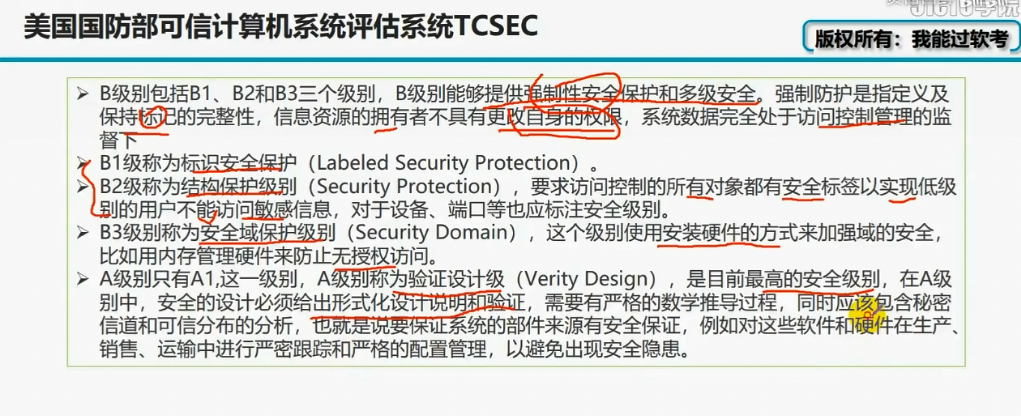 美国国防部可信计算机系统评估系统TCSEC
版权所有：我能过软考
➢ B级别包括B1、B2和B3三个级别，B级别能够提供强制性安全保护和多级安全。强制防护是指定义及
保持标记的完整性，信息资源的拥有者不具有更改自身的权限，系统数据完全处于访问控制管理的监
督下
➢ B1级称为标识安全保护（Labeled Security Protection）。
➢ B2级称为结构保护级别（Security Protection），要求访问控制的所有对象都有安全标签以实现低级
别的用户不能访问敏感信息，对于设备、端口等也应标注安全级别。
➢ B3级别称为安全域保护级别（Security Domain），这个级别使用安装硬件的方式来加强域的安全，
比如用内存管理硬件来防止无授权访问。
➢ A级别只有A1,这一级别，A级别称为验证设计级（Verity Design），是目前最高的安全级别，在A级
别中，安全的设计必须给出形式化设计说明和验证，需要有严格的数学推导过程，同时应该包含秘密
信道和可信分布的分析，也就是说要保证系统的部件来源有安全保证，例如对这些软件和硬件在生产、
销售、运输中进行严密跟踪和严格的配置管理，以避免出现安全隐患。